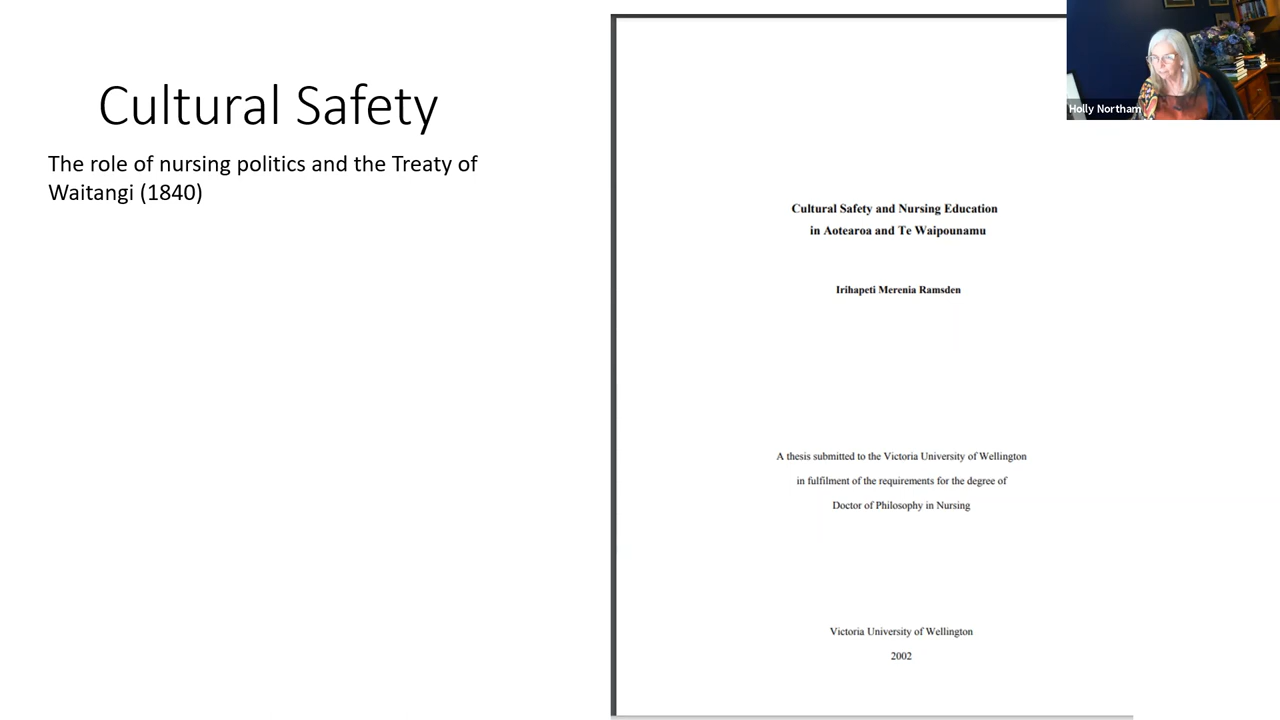 Cultural Safety
The role of nursing politics and the Treaty of
Waitangi (1840)
Holly Northam
Cultural Safety and Nursing Education
in Aotearoa and Te Waipounamu
Irihapeti Merenia Ramsden
A thesis submitted to the Victoria University of Wellington
in fulfilment of the requirements for the degree of
Doctor of Philosophy in Nursing
Victoria University of Wellington
2002